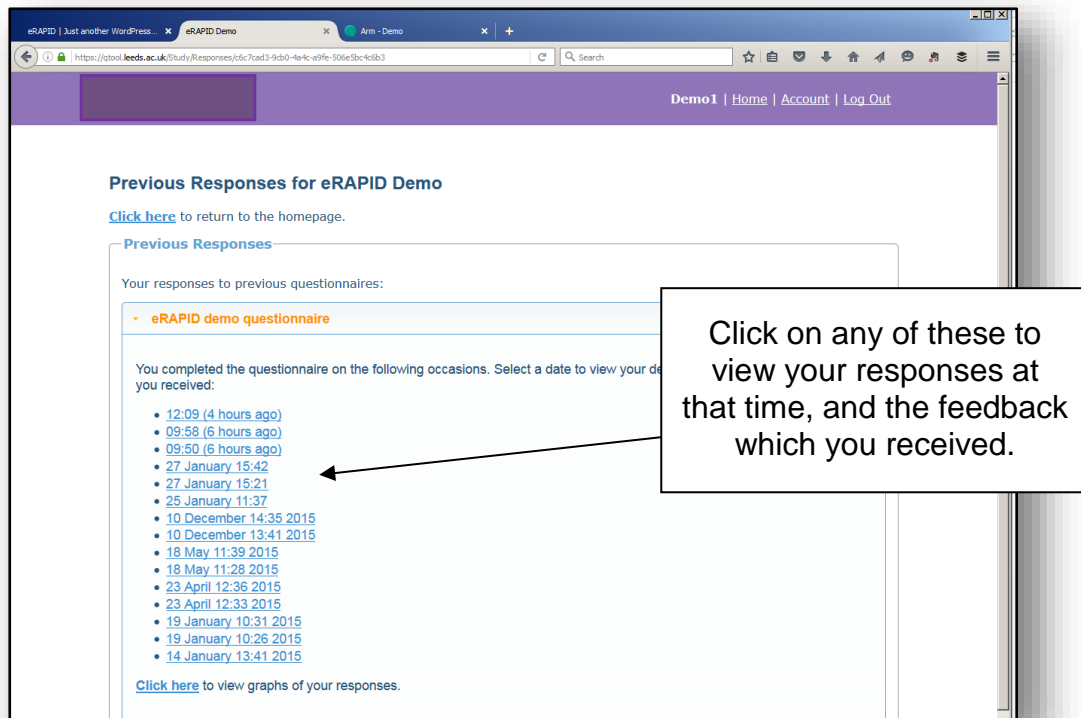 eRAPID | Just another WordPress...
eRAPID Demo
Arm - Demo
https://qtool.leeds.ac.uk/Study/Responses/c6c7cad3-9cb0-4a4c-a9fe-506e5bc4c6b3
Search
Demo1 | Home | Account | Log Out
Previous Responses for eRAPID Demo
Click here to return to the homepage.
Previous Responses
Your responses to previous questionnaires:
eRAPID demo questionnaire
You completed the questionnaire on the following occasions. Select a date to view your de
you received:
12:09 (4 hours ago)
09:58 (6 hours ago)
09:50 (6 hours ago)
27 January 15:42
27 January 15:21
25 January 11:37
10 December 14:35 2015
10 December 13:41 2015
18 May 11:39 2015
18 May 11:28 2015
23 April 12:36 2015
23 April 12:33 2015
19 January 10:31 2015
19 January 10:26 2015
14 January 13:41 2015
Click here to view graphs of your responses.
Click on any of these to
view your responses at
that time, and the feedback
which you received.